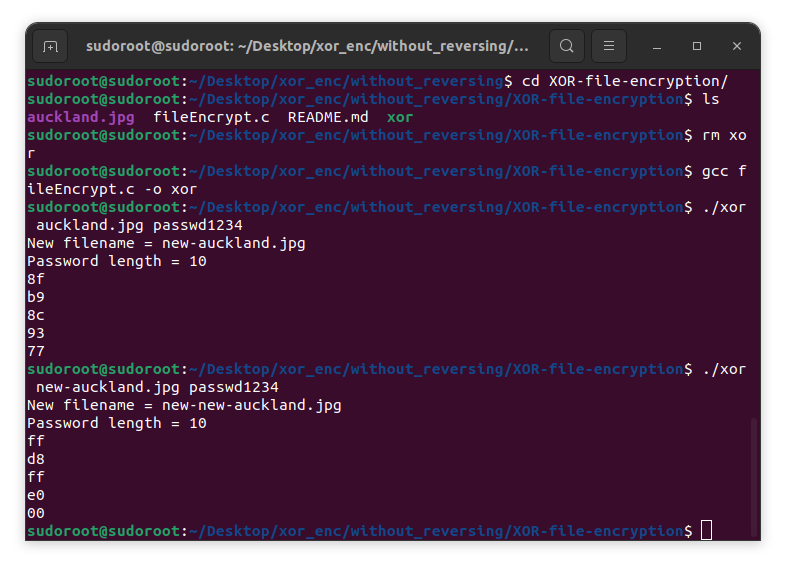 sudoroot@sudoroot: ~/Desktop/xor_enc/without_reversing/...
sudoroot@sudoroot:~/Desktop/xor_enc/without_reversing$ cd XOR-file-encryption/
sudoroot@sudoroot:~/Desktop/xor_enc/without_reversing/XOR-file-encryption$ ls
auckland.jpg  fileEncrypt.c  README.md  xor
sudoroot@sudoroot:~/Desktop/xor_enc/without_reversing/XOR-file-encryption$ rm xo
r
sudoroot@sudoroot:~/Desktop/xor_enc/without_reversing/XOR-file-encryption$ gcc f
ileEncrypt.c -o xor
sudoroot@sudoroot:~/Desktop/xor_enc/without_reversing/XOR-file-encryption$ ./xor
 auckland.jpg passwd1234
New filename = new-auckland.jpg
Password length = 10
8f
b9
8c
93
77
sudoroot@sudoroot:~/Desktop/xor_enc/without_reversing/XOR-file-encryption$ ./xor
 new-auckland.jpg passwd1234
New filename = new-new-auckland.jpg
Password length = 10
ff
d8
ff
e0
00
sudoroot@sudoroot:~/Desktop/xor_enc/without_reversing/XOR-file-encryption$